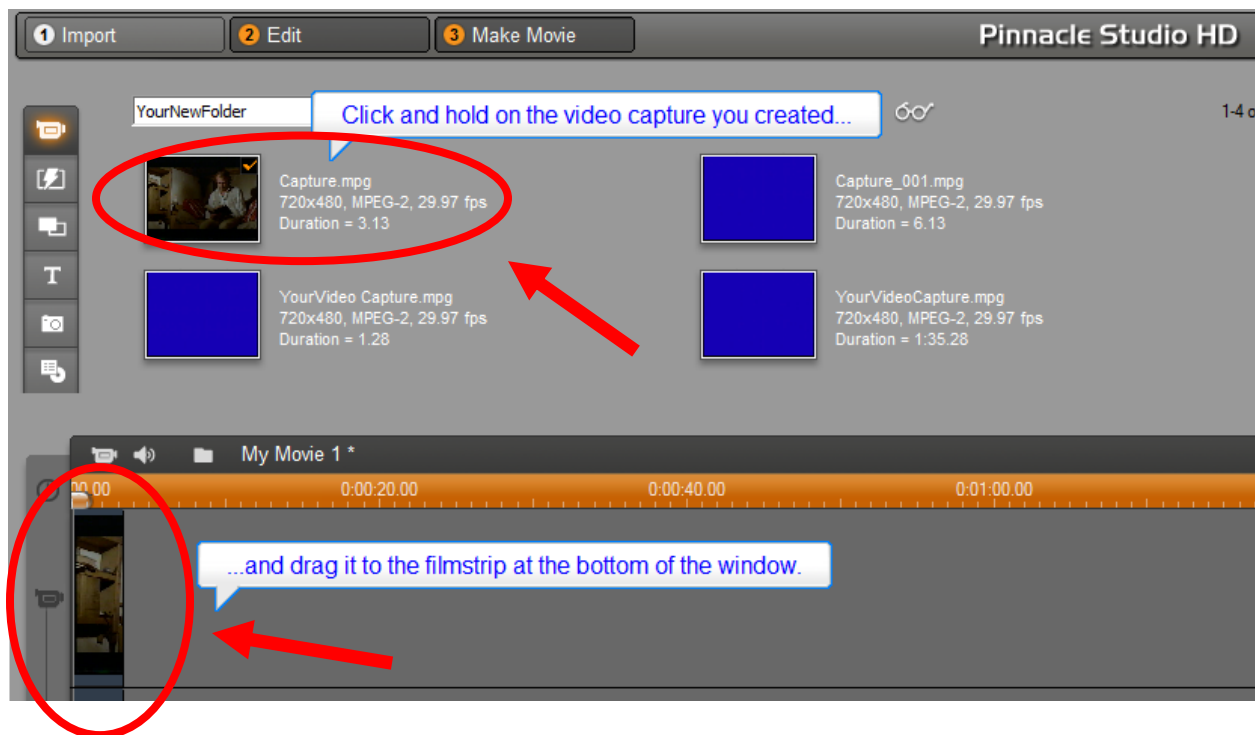 1 Import
2 Edit
3 Make Movie
Pinnacle Studio HD
YourNewFolder
Click and hold on the video capture you created...
1-4 o
Capture.mpg
720x480, MPEG-2, 29.97 fps
Duration = 3.13
Capture_001.mpg
720x480, MPEG-2, 29.97 fps
Duration = 6.13
T
YourVideo Capture.mpg
720x480, MPEG-2, 29.97 fps
Duration = 1.28
YourVideoCapture.mpg
720x480, MPEG-2, 29.97 fps
Duration = 1:35.28
My Movie 1 *
00.00
0:00:20.00
0:00:40.00
0:01:00.00
...and drag it to the filmstrip at the bottom of the window.